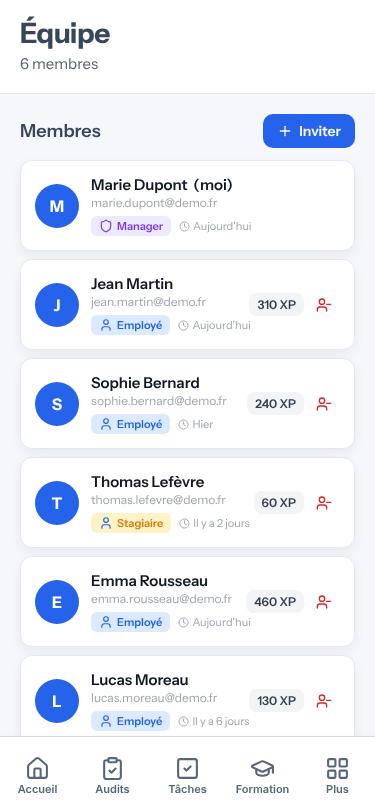 Équipe
6 membres
Membres
+ Inviter
M
Marie Dupont (moi)
marie.dupont@demo.fr
Manager Aujourd'hui
J
Jean Martin
jean.martin@demo.fr
310 XP
Employé Aujourd'hui
S
Sophie Bernard
sophie.bernard@demo.fr
240 XP
Employé Hier
T
Thomas Lefèvre
thomas.lefevre@demo.fr
60 XP
Stagiaire Il y a 2 jours
E
Emma Rousseau
emma.rousseau@demo.fr
460 XP
Employé Aujourd'hui
L
Lucas Moreau
lucas.moreau@demo.fr
130 XP
Employé Il y a 6 jours
Accueil Audits Tâches Formation Plus